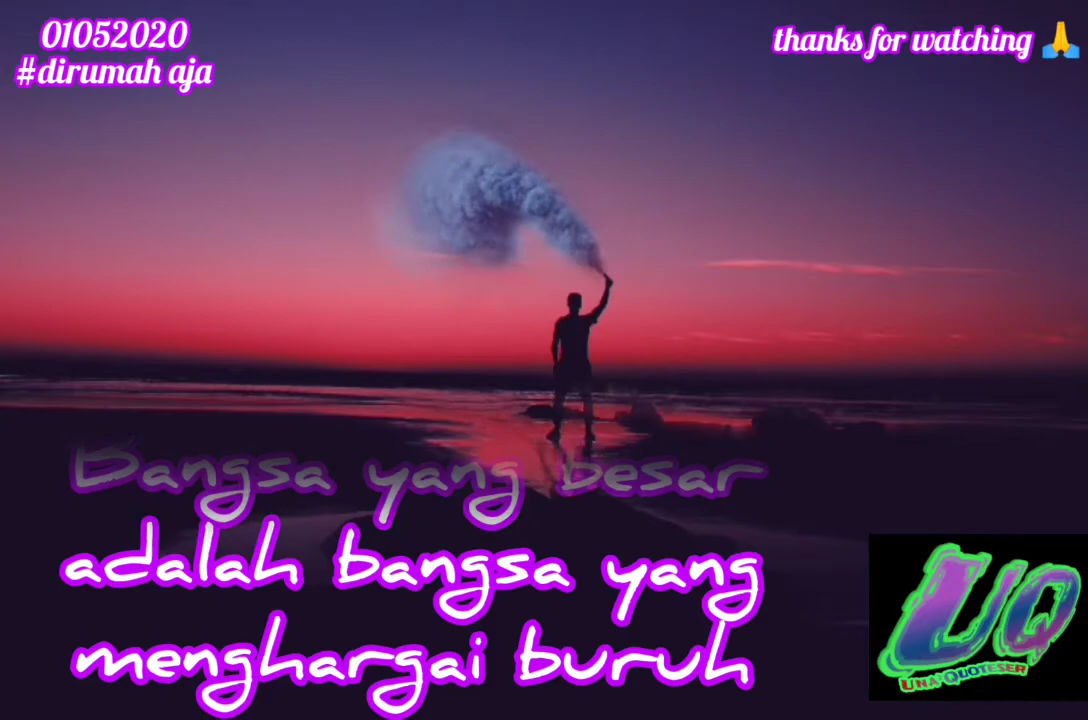 01052020
#dirumah aja
thanks for watching 🙏
Bangsa yang besar
adalah bangsa yang
menghargai buruh
UQ
UNA'QUOTESER